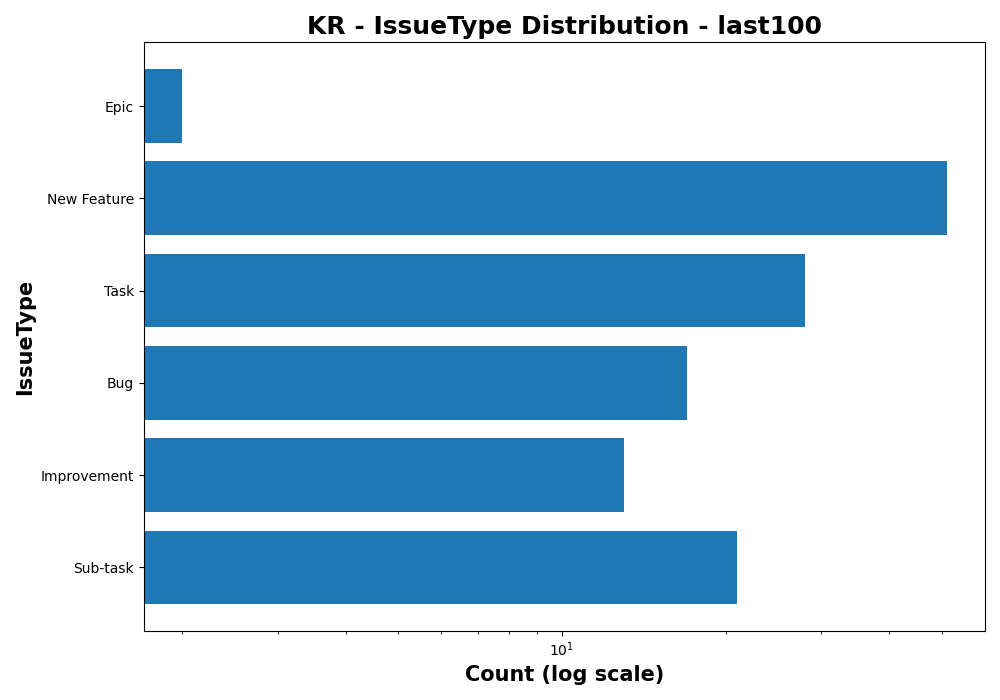 KR - IssueType Distribution - last100
IssueType
Epic
New Feature
Task
Bug
Improvement
Sub-task
10¹
Count (log scale)